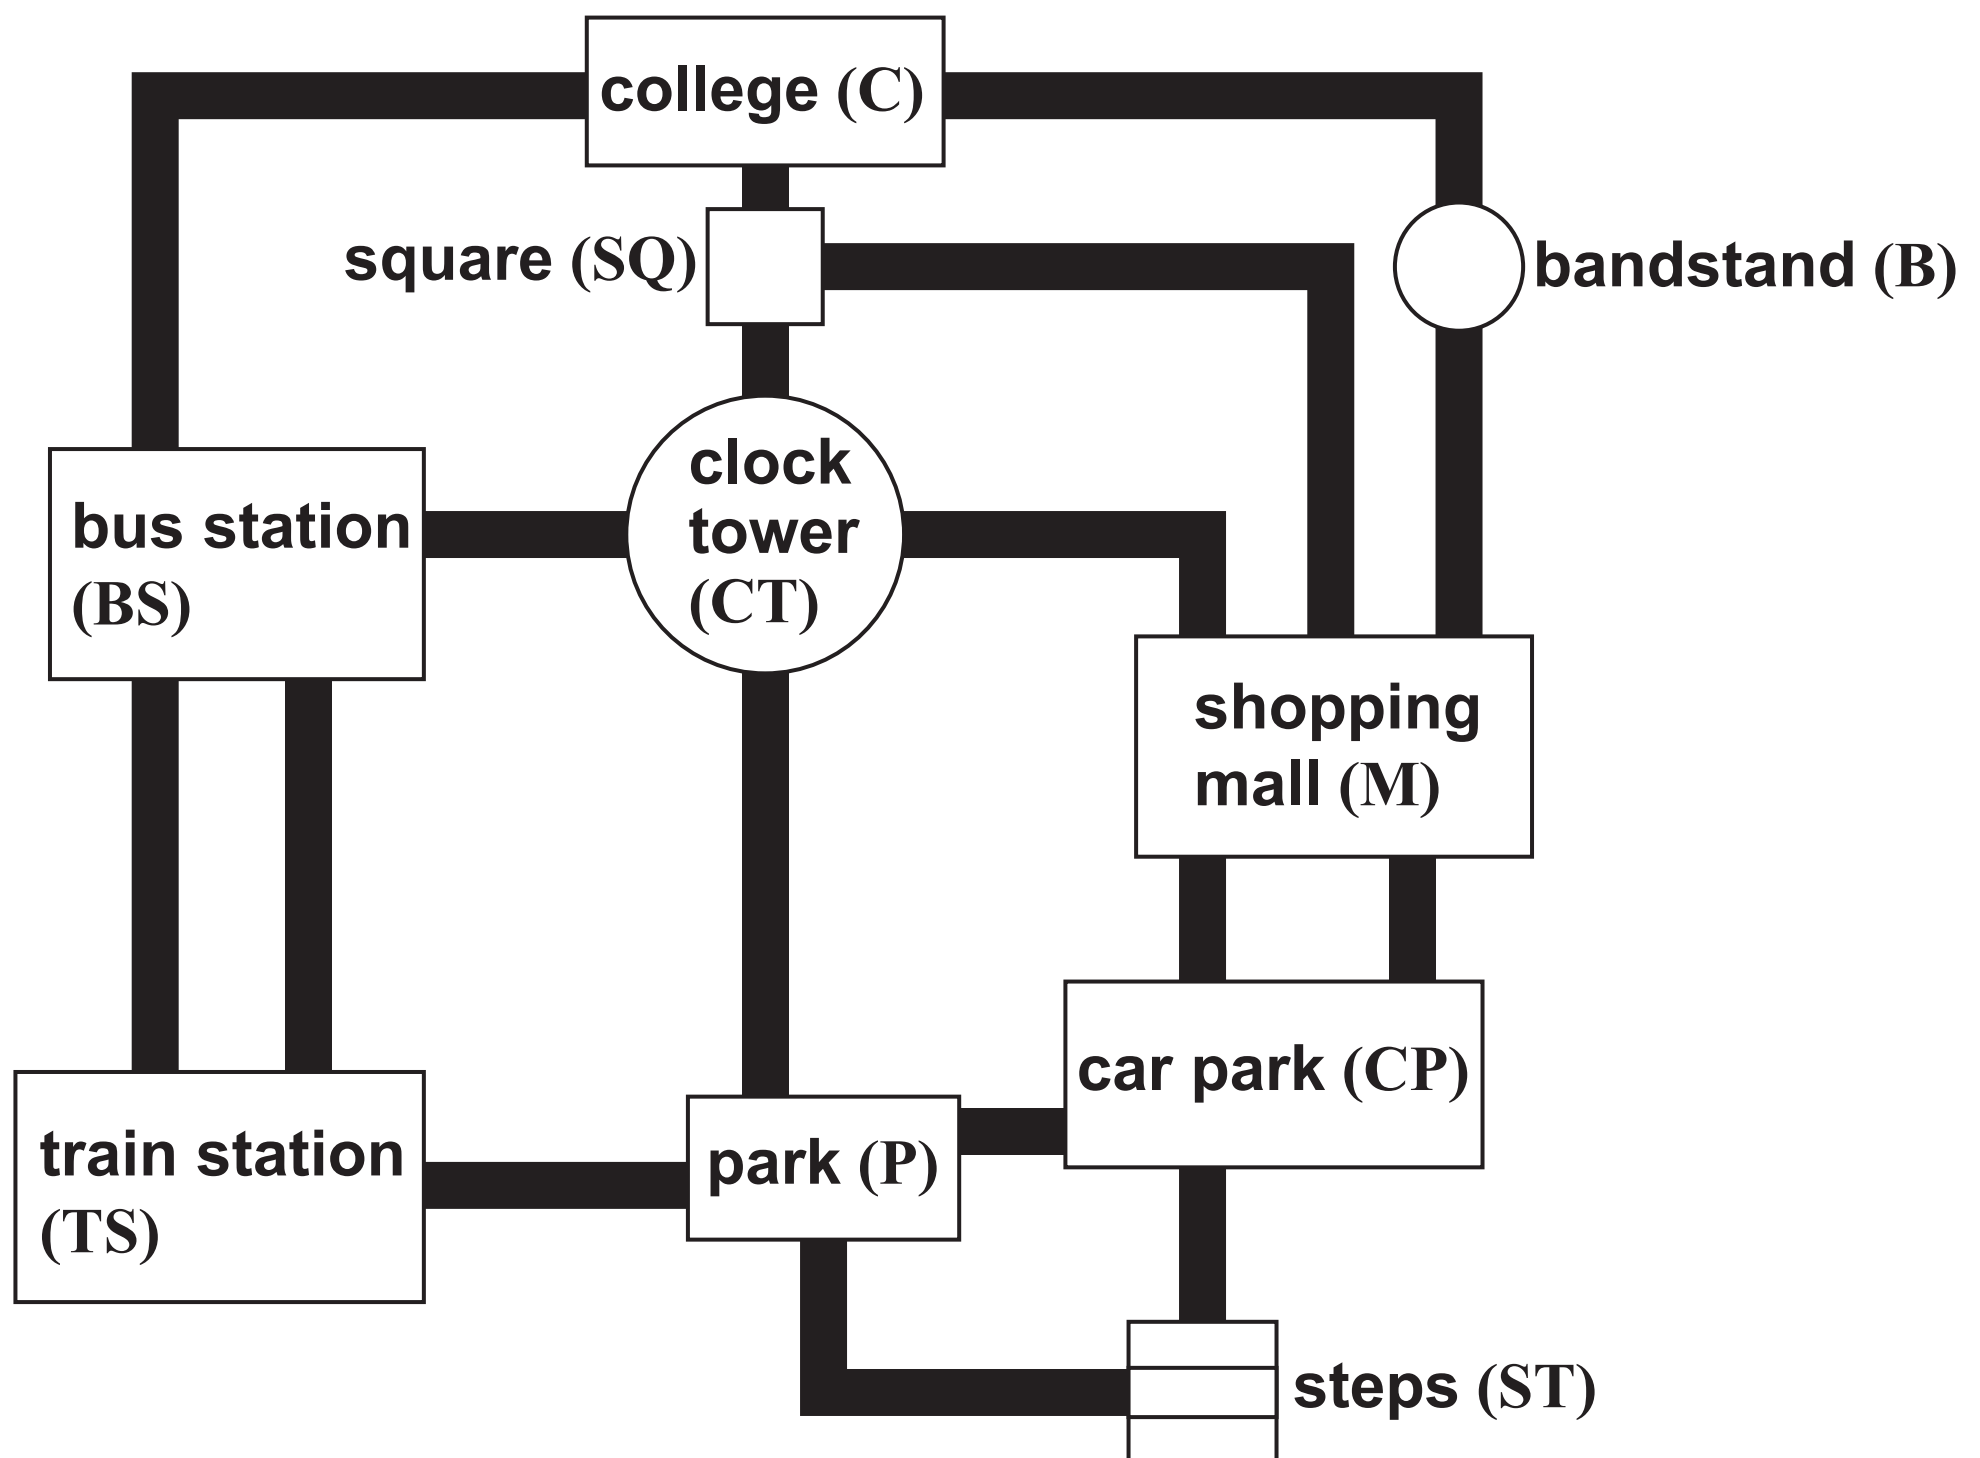 college (C)
square (SQ)
bandstand (B)
bus station
(BS)
clock
tower
(CT)
shopping
mall (M)
car park (CP)
train station
(TS)
park (P)
steps (ST)